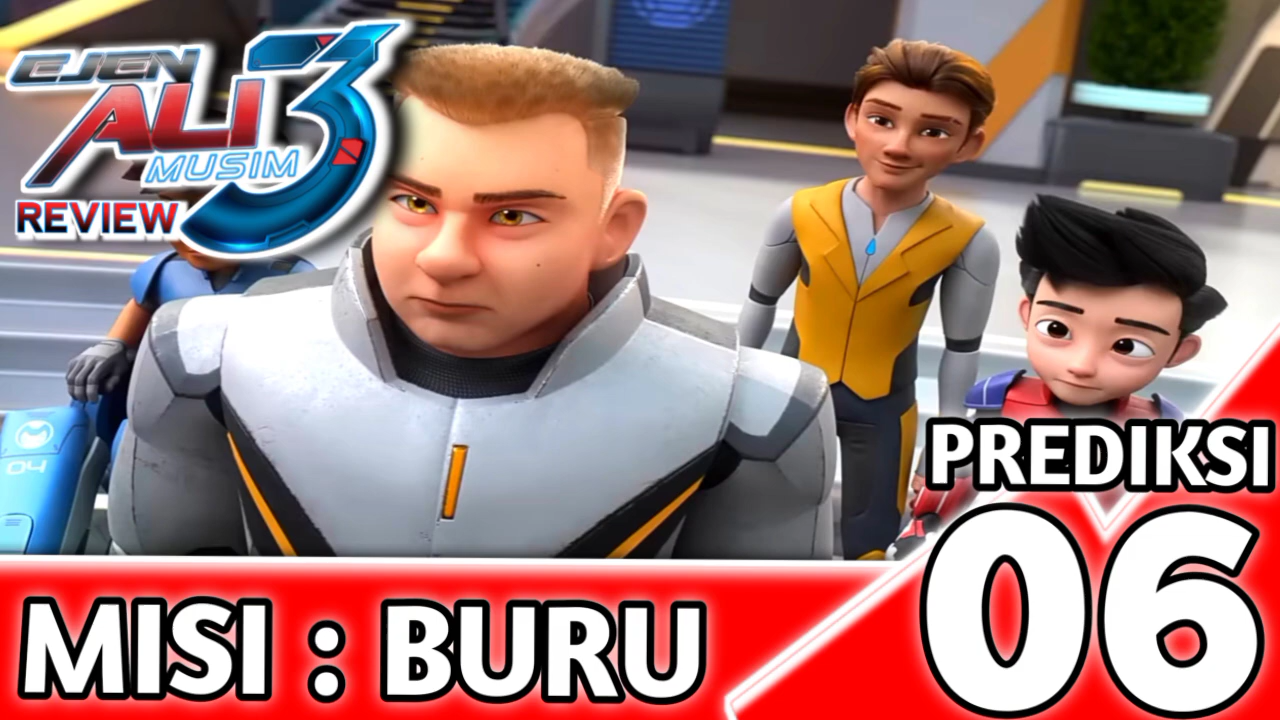 EJEN
ALI 3
MUSIM
REVIEW
04
PREDIKSI
06
MISI : BURU